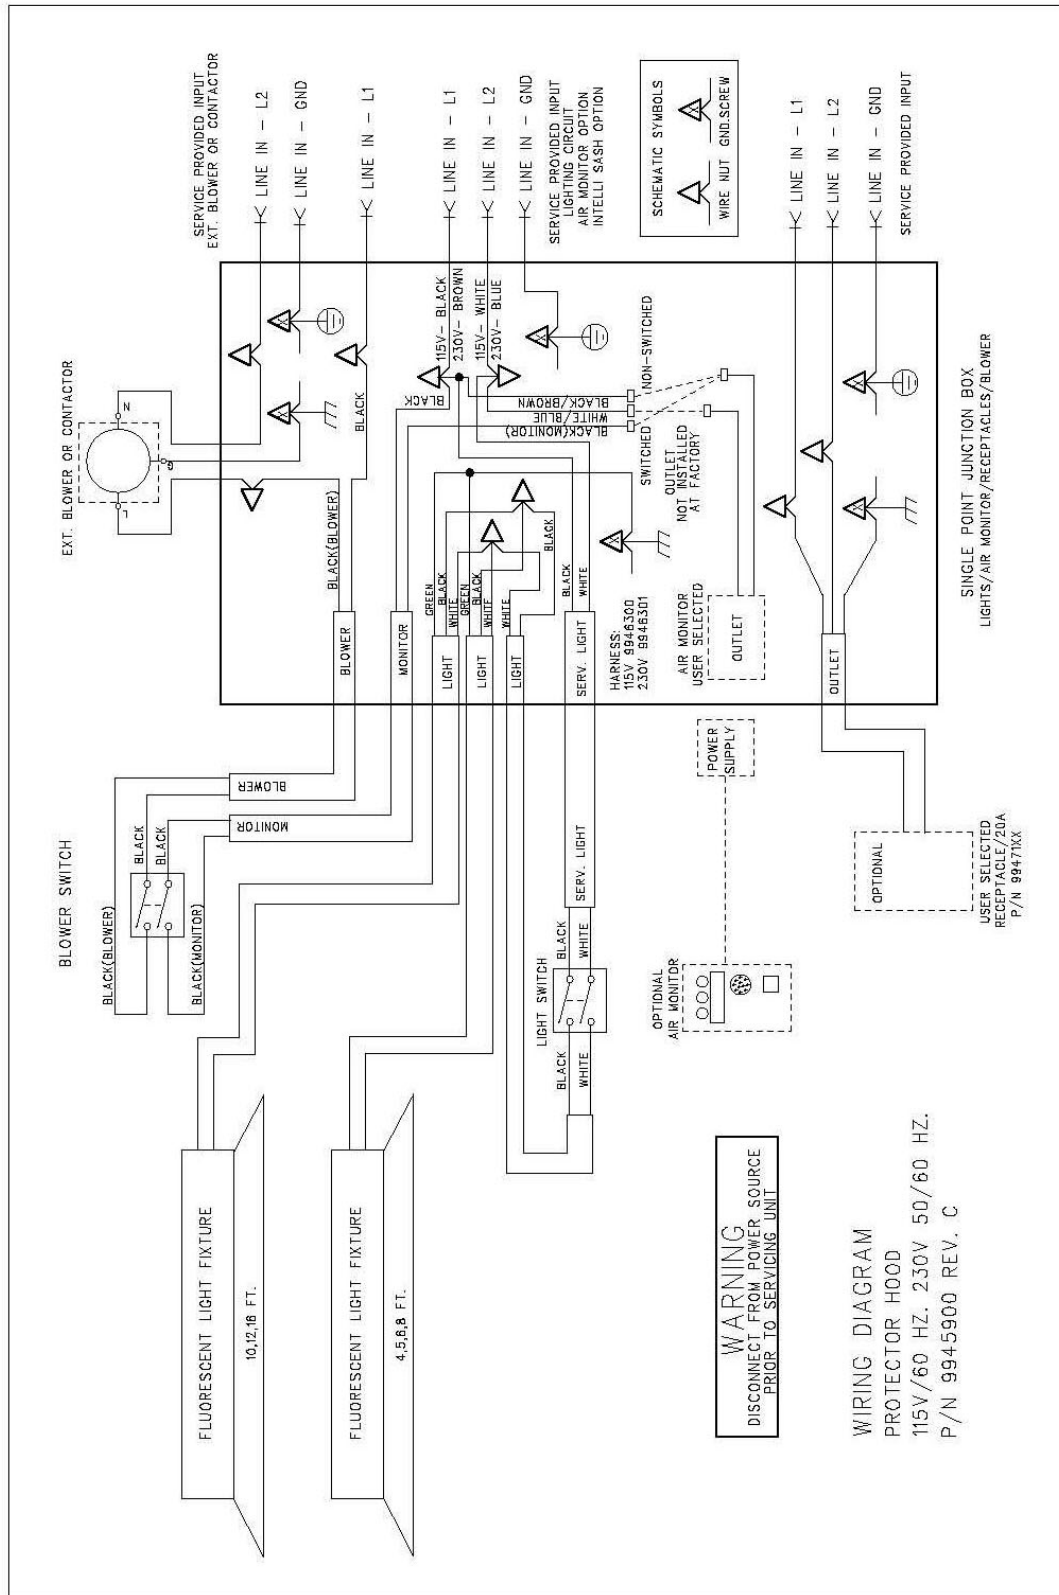 EXT. BLOWER OR CONTACTOR
N
G
L
SERVICE PROVIDED INPUT
EXT. BLOWER OR CONTACTOR
LINE IN - L2
LINE IN - GND
LINE IN - L1
LINE IN - L1
LINE IN - L2
LINE IN - GND
SERVICE PROVIDED INPUT
LIGHTING CIRCUIT
AIR MONITOR OPTION
INTELLI SASH OPTION
SCHEMATIC SYMBOLS
WIRE NUT
GND.SCREW
LINE IN - L1
LINE IN - L2
LINE IN - GND
SERVICE PROVIDED INPUT
BLACK
BLACK(BLOWER)
115V- BLACK
230V- BROWN
115V- WHITE
230V- BLUE
BLACK
BLACK/BROWN
WHITE/BLUE
BLACK(MONITOR)
NON-SWITCHED
SWITCHED
OUTLET
NOT INSTALLED
AT FACTORY
GREEN
BLACK
WHITE
GREEN
BLACK
WHITE
WHITE
BLACK
BLACK
WHITE
BLOWER
MONITOR
LIGHT
LIGHT
LIGHT
SERV. LIGHT
HARNESS:
115V 9946300
230V 9946301
AIR MONITOR
USER SELECTED
OUTLET
OUTLET
SINGLE POINT JUNCTION BOX
LIGHTS/AIR MONITOR/RECEPTACLES/BLOWER
BLOWER SWITCH
BLACK(BLOWER)
BLACK
BLACK
BLACK(MONITOR)
BLOWER
MONITOR
SERV. LIGHT
LIGHT SWITCH
BLACK
WHITE
BLACK
WHITE
POWER
SUPPLY
OPTIONAL
AIR MONITOR
OPTIONAL
USER SELECTED
RECEPTACLE/20A
P/N 99471XX
FLUORESCENT LIGHT FIXTURE
10,12,16 FT.
FLUORESCENT LIGHT FIXTURE
4,5,6,8 FT.
WARNING
DISCONNECT FROM POWER SOURCE
PRIOR TO SERVICING UNIT
WIRING DIAGRAM
PROTECTOR HOOD
115V/60 HZ. 230V 50/60 HZ.
P/N 9945900 REV. C